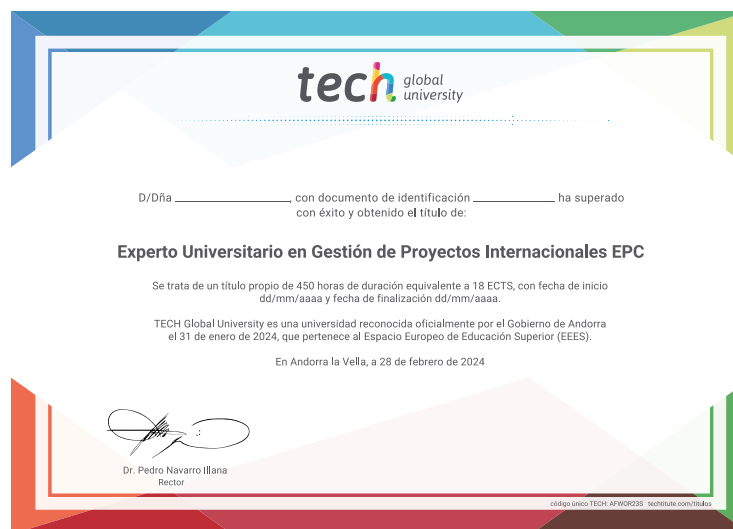 tech global university
D/Dña ____________, con documento de identificación ____________ ha superado
con éxito y obtenido el título de:
Experto Universitario en Gestión de Proyectos Internacionales EPC
Se trata de un título propio de 450 horas de duración equivalente a 18 ECTS, con fecha de inicio
dd/mm/aaaa y fecha de finalización dd/mm/aaaa.
TECH Global University es una universidad reconocida oficialmente por el Gobierno de Andorra
el 31 de enero de 2024, que pertenece al Espacio Europeo de Educación Superior (EEES).
En Andorra la Vella, a 28 de febrero de 2024
Dr. Pedro Navarro Illana
Rector
código único TECH: AFWOR23S techtitute.com/titulos